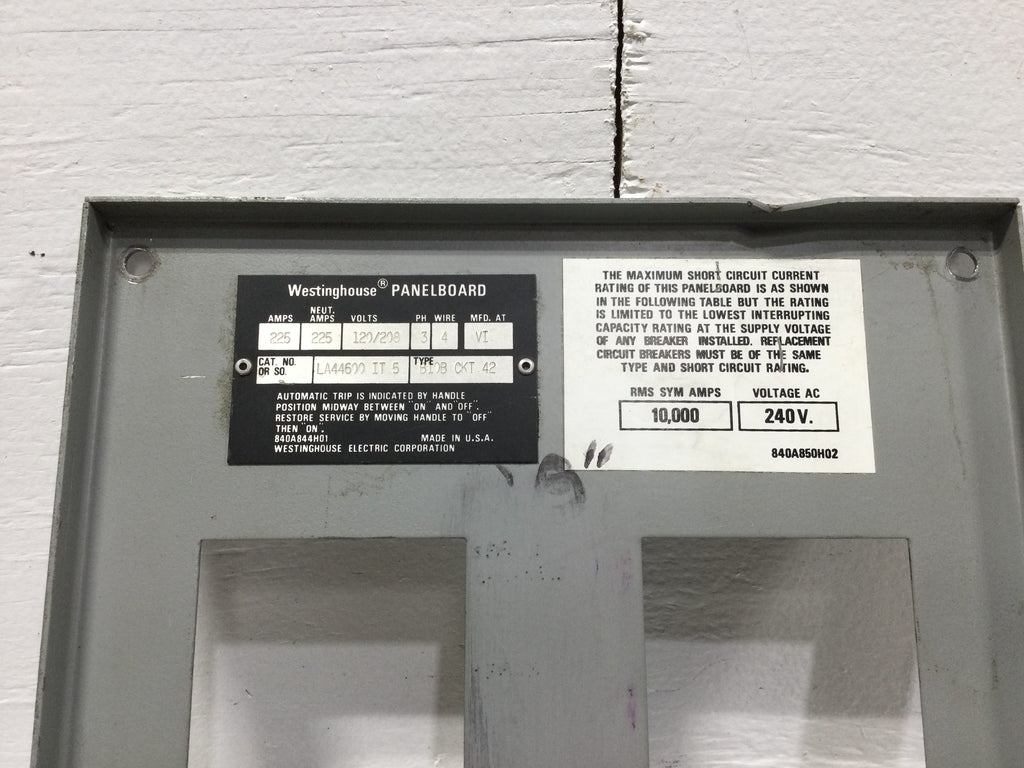 Westinghouse® PANELBOARD
AMPS NEUT. AMPS VOLTS PH WIRE MFD. AT
225 225 120/208 3 4 VI
CAT. NO. OR SO. LA44600 IT 5 TYPE B10B CKT 42
AUTOMATIC TRIP IS INDICATED BY HANDLE
POSITION MIDWAY BETWEEN "ON" AND "OFF".
RESTORE SERVICE BY MOVING HANDLE TO "OFF"
THEN "ON".
840A844H01 MADE IN U.S.A.
WESTINGHOUSE ELECTRIC CORPORATION
THE MAXIMUM SHORT CIRCUIT CURRENT
RATING OF THIS PANELBOARD IS AS SHOWN
IN THE FOLLOWING TABLE BUT THE RATING
IS LIMITED TO THE LOWEST INTERRUPTING
CAPACITY RATING AT THE SUPPLY VOLTAGE
OF ANY BREAKER INSTALLED. REPLACEMENT
CIRCUIT BREAKERS MUST BE OF THE SAME
TYPE AND SHORT CIRCUIT RATING.
RMS SYM AMPS VOLTAGE AC
10,000 240 V.
840A850H02